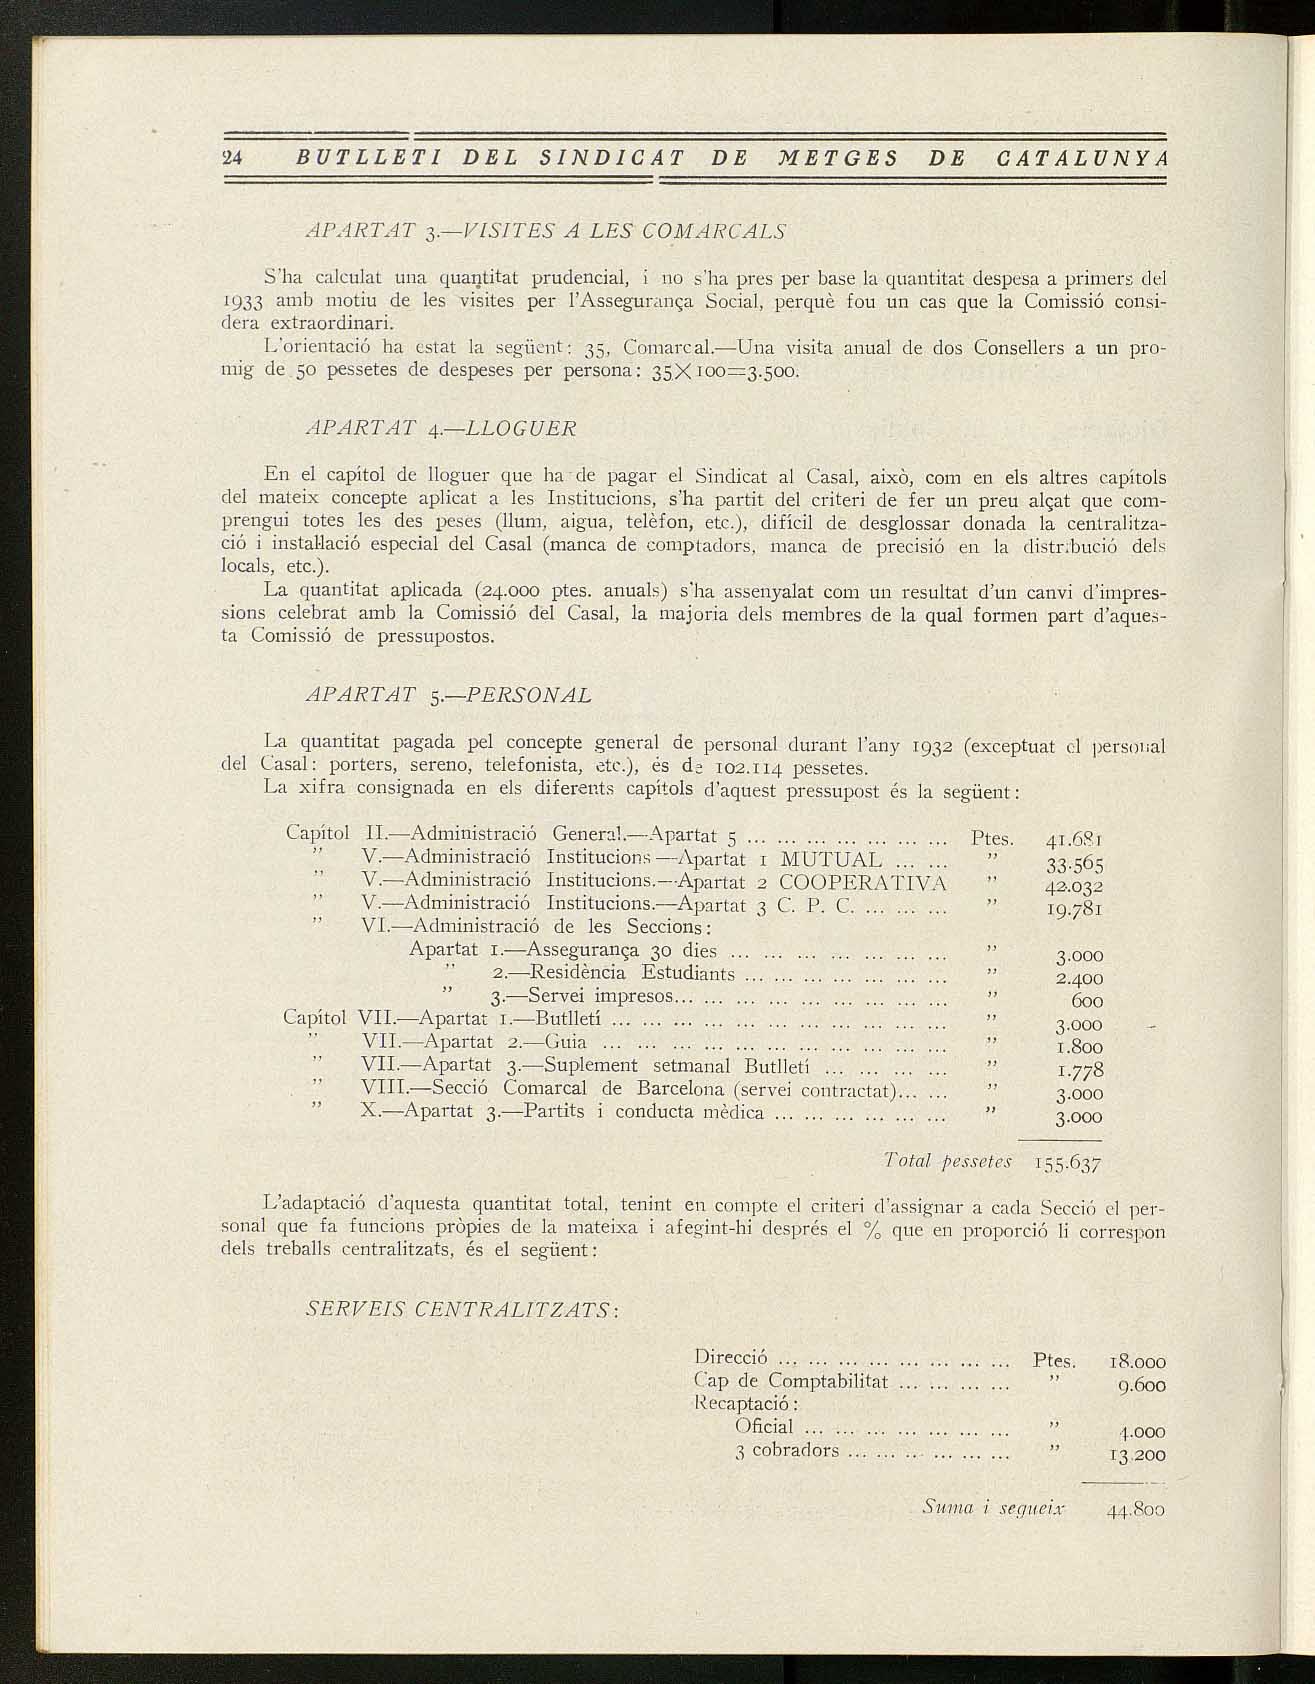 24 BUTLLETI DEL SINDICAT DE METGES DE CATALUNYA
APARTAT 3.—VISITES A LES COMARCALS
S'ha calculat una quantitat prudencial, i no s'ha pres per base la quantitat despesa a primers del
1933 amb motiu de les visites per l'Assegurança Social, perquè fou un cas que la Comissió consi-
dera extraordinari.
L'orientació ha estat la següent: 35, Comarcal.—Una visita anual de dos Consellers a un pro-
mig de 50 pessetes de despeses per persona: 35×100=3.500.
APARTAT 4.—LLOGUER
En el capítol de lloguer que ha de pagar el Sindicat al Casal, això, com en els altres capítols
del mateix concepte aplicat a les Institucions, s'ha partit del criteri de fer un preu alçat que com-
prengui totes les des peses (llum, aigua, telèfon, etc.), difícil de desglossar donada la centralitza-
ció i instal·lació especial del Casal (manca de comptadors, manca de precisió en la distribució dels
locals, etc.).
La quantitat aplicada (24.000 ptes. anuals) s'ha assenyalat com un resultat d'un canvi d'impres-
sions celebrat amb la Comissió del Casal, la majoria dels membres de la qual formen part d'aques-
ta Comissió de pressupostos.
APARTAT 5.—PERSONAL
La quantitat pagada pel concepte general de personal durant l'any 1932 (exceptuat el personal
del Casal: porters, sereno, telefonista, etc.), és de 102.114 pessetes.
La xifra consignada en els diferents capítols d'aquest pressupost és la següent:
Capítol II.—Administració General.—Apartat 5 ... ... ... ... ... ... ... Ptes. 41.681
" V.—Administració Institucions—Apartat 1 MUTUAL ... ... " 33.565
" V.—Administració Institucions.—Apartat 2 COOPERATIVA " 42.032
" V.—Administració Institucions.—Apartat 3 C. P. C. ... ... ... " 19.781
" VI.—Administració de les Seccions:
Apartat 1.—Assegurança 30 dies ... ... ... ... ... ... ... " 3.000
" 2.—Residència Estudiants ... ... ... ... ... ... ... " 2.400
" 3.—Servei impresos... ... ... ... ... ... ... ... ... " 600
Capítol VII.—Apartat 1.—Butlletí ... ... ... ... ... ... ... ... ... ... ... " 3.000
" VII.—Apartat 2.—Guia ... ... ... ... ... ... ... ... ... ... ... " 1.800
" VII.—Apartat 3.—Suplement setmanal Butlletí ... ... ... ... " 1.778
" VIII.—Secció Comarcal de Barcelona (servei contractat)... ... " 3.000
" X.—Apartat 3.—Partits i conducta mèdica ... ... ... ... ... ... " 3.000
Total pessetes 155.637
L'adaptació d'aquesta quantitat total, tenint en compte el criteri d'assignar a cada Secció el per-
sonal que fa funcions pròpies de la mateixa i afegint-hi després el % que en proporció li correspon
dels treballs centralitzats, és el següent:
SERVEIS CENTRALITZATS:
Direcció ... ... ... ... ... ... ... ... Ptes. 18.000
Cap de Comptabilitat ... ... ... ... " 9.600
Recaptació:
Oficial ... ... ... ... ... ... ... " 4.000
3 cobradors ... ... ... ... ... ... " 13.200
Suma i segueix 44.800